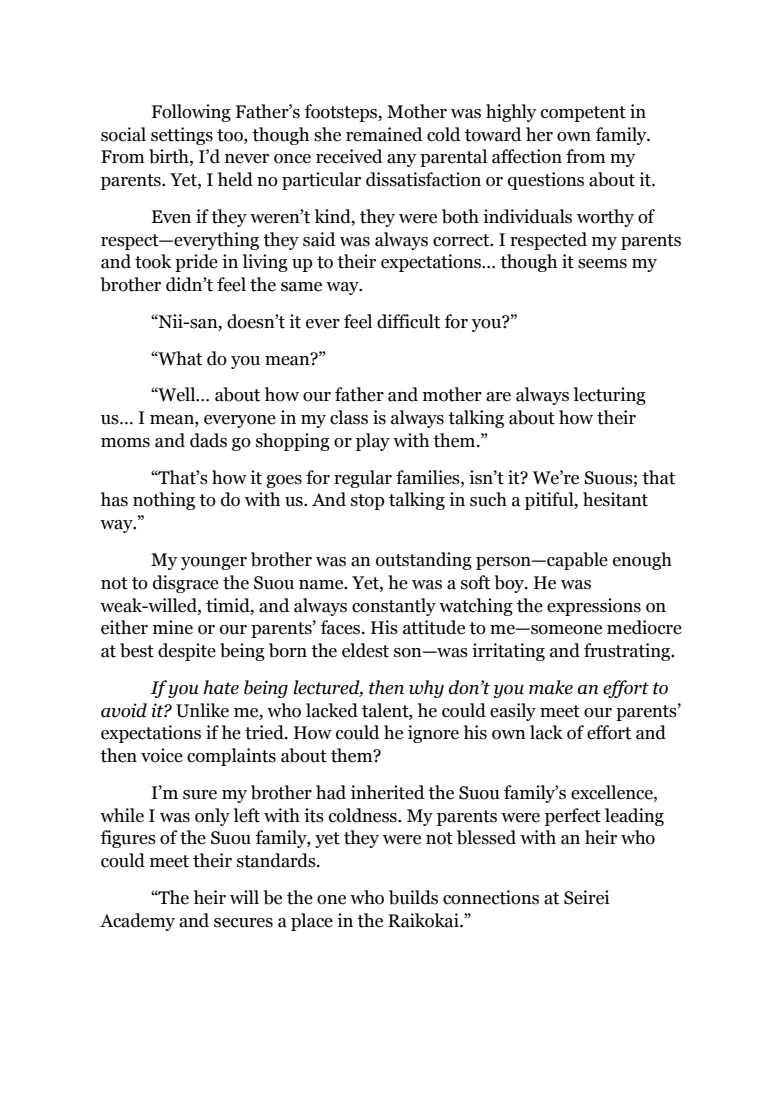 Following Father’s footsteps, Mother was highly competent in
social settings too, though she remained cold toward her own family.
From birth, I’d never once received any parental affection from my
parents. Yet, I held no particular dissatisfaction or questions about it.
Even if they weren’t kind, they were both individuals worthy of
respect—everything they said was always correct. I respected my parents
and took pride in living up to their expectations… though it seems my
brother didn’t feel the same way.
“Nii-san, doesn’t it ever feel difficult for you?”
“What do you mean?”
“Well… about how our father and mother are always lecturing
us… I mean, everyone in my class is always talking about how their
moms and dads go shopping or play with them.”
“That’s how it goes for regular families, isn’t it? We’re Suous; that
has nothing to do with us. And stop talking in such a pitiful, hesitant
way.”
My younger brother was an outstanding person—capable enough
not to disgrace the Suou name. Yet, he was a soft boy. He was
weak-willed, timid, and always constantly watching the expressions on
either mine or our parents’ faces. His attitude to me—someone mediocre
at best despite being born the eldest son—was irritating and frustrating.
If you hate being lectured, then why don’t you make an effort to
avoid it? Unlike me, who lacked talent, he could easily meet our parents’
expectations if he tried. How could he ignore his own lack of effort and
then voice complaints about them?
I’m sure my brother had inherited the Suou family’s excellence,
while I was only left with its coldness. My parents were perfect leading
figures of the Suou family, yet they were not blessed with an heir who
could meet their standards.
“The heir will be the one who builds connections at Seirei
Academy and secures a place in the Raikokai.”